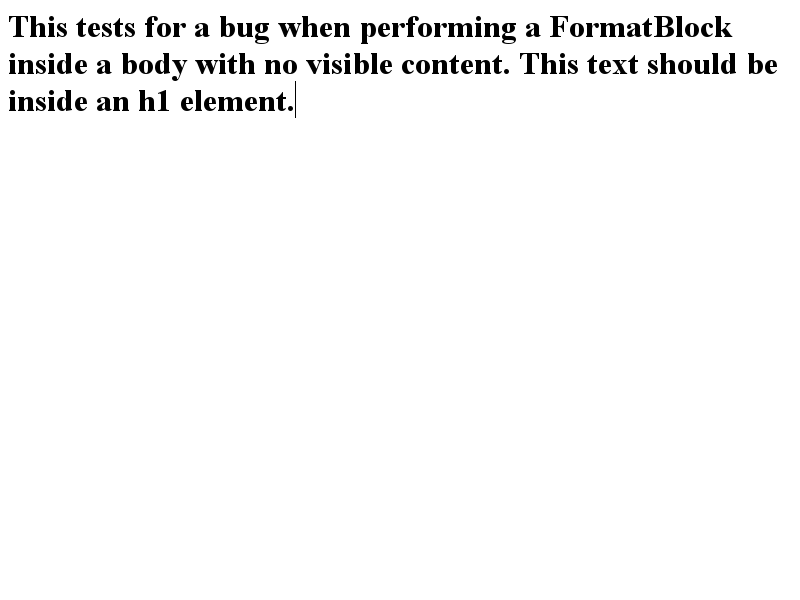 This tests for a bug when performing a FormatBlock
inside a body with no visible content. This text should be
inside an h1 element.